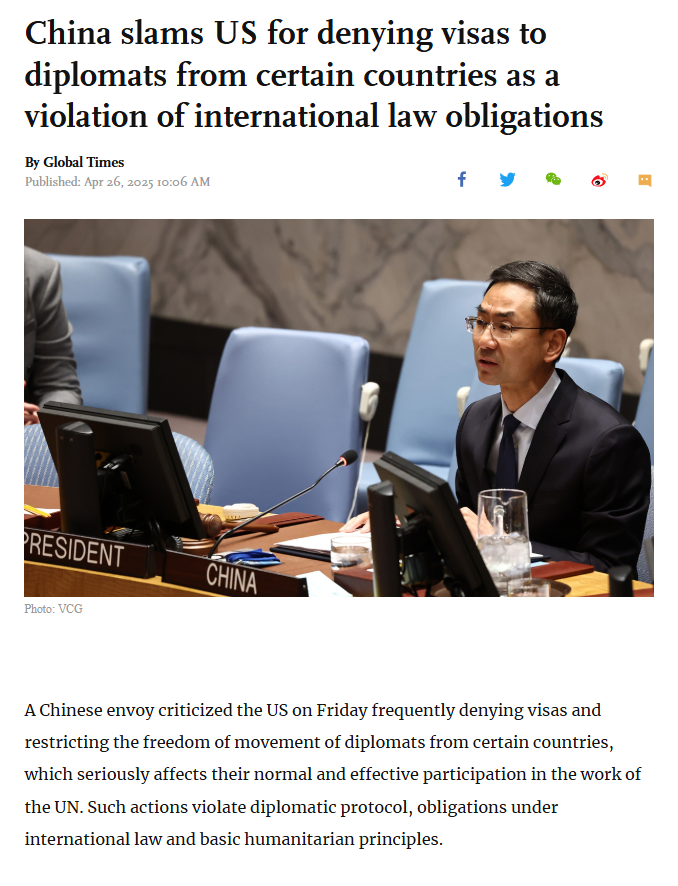 China slams US for denying visas to
diplomats from certain countries as a
violation of international law obligations
By Global Times
Published: Apr 26, 2025 10:06 AM
PRESIDENT
CHINA
Photo: VCG
A Chinese envoy criticized the US on Friday frequently denying visas and
restricting the freedom of movement of diplomats from certain countries,
which seriously affects their normal and effective participation in the work of
the UN. Such actions violate diplomatic protocol, obligations under
international law and basic humanitarian principles.